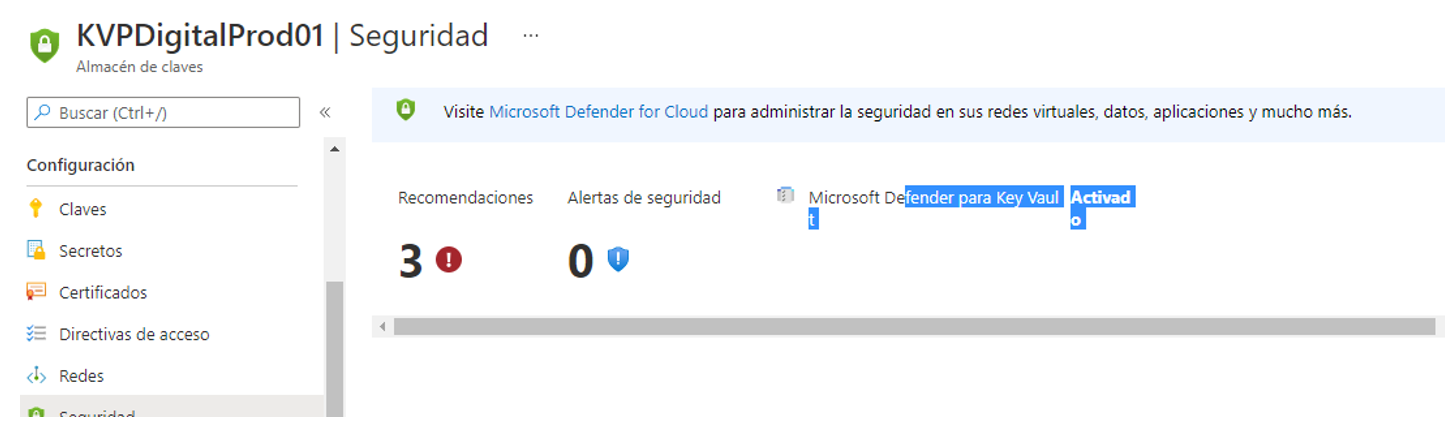 KVPDigitalProd01 | Seguridad ...
Almacén de claves
Buscar (Ctrl+/)
«
Visite Microsoft Defender for Cloud para administrar la seguridad en sus redes virtuales, datos, aplicaciones y mucho más.
Configuración
Claves
Secretos
Certificados
Directivas de acceso
Redes
Seguridad
Recomendaciones
3
Alertas de seguridad
0
Microsoft Defender para Key Vaul
t
Activad
o